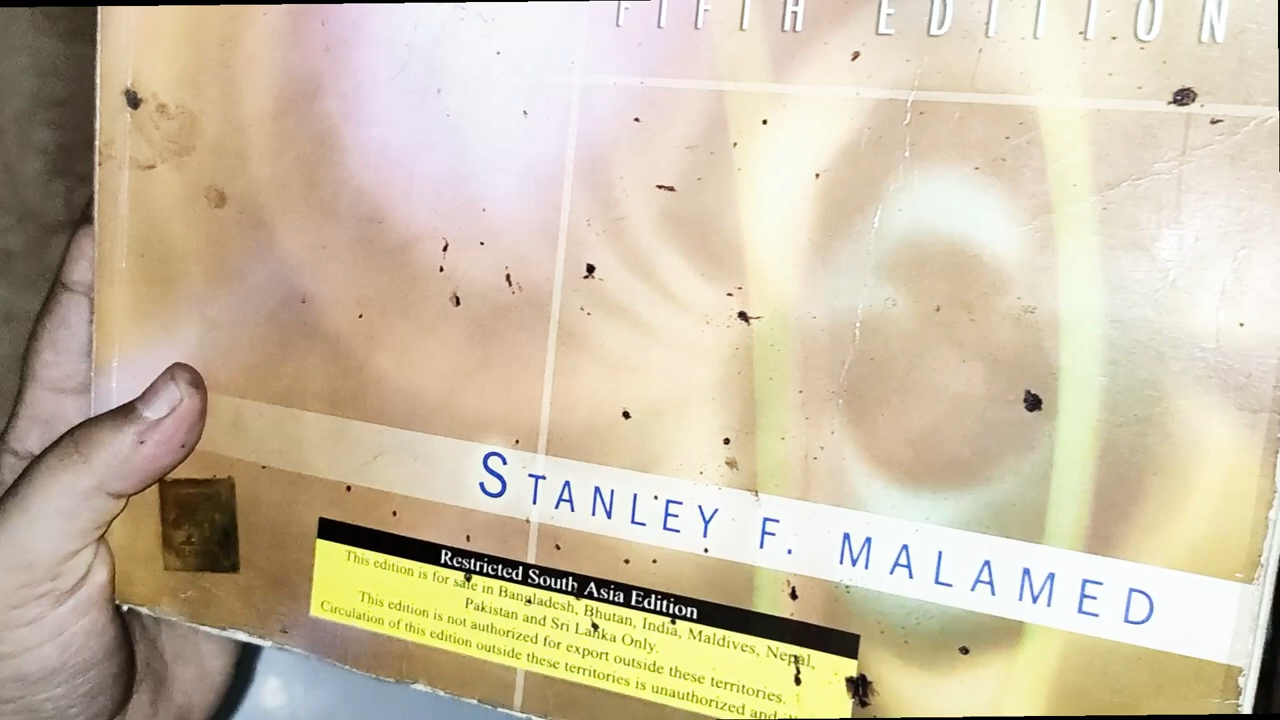 FIFTH EDITION
STANLEY F. MALAMED
Restricted South Asia Edition
This edition is for sale in Bangladesh, Bhutan, India, Maldives, Nepal,
Pakistan and Sri Lanka Only.
This edition is not authorized for export outside these territories.
Circulation of this edition outside these territories is unauthorized and